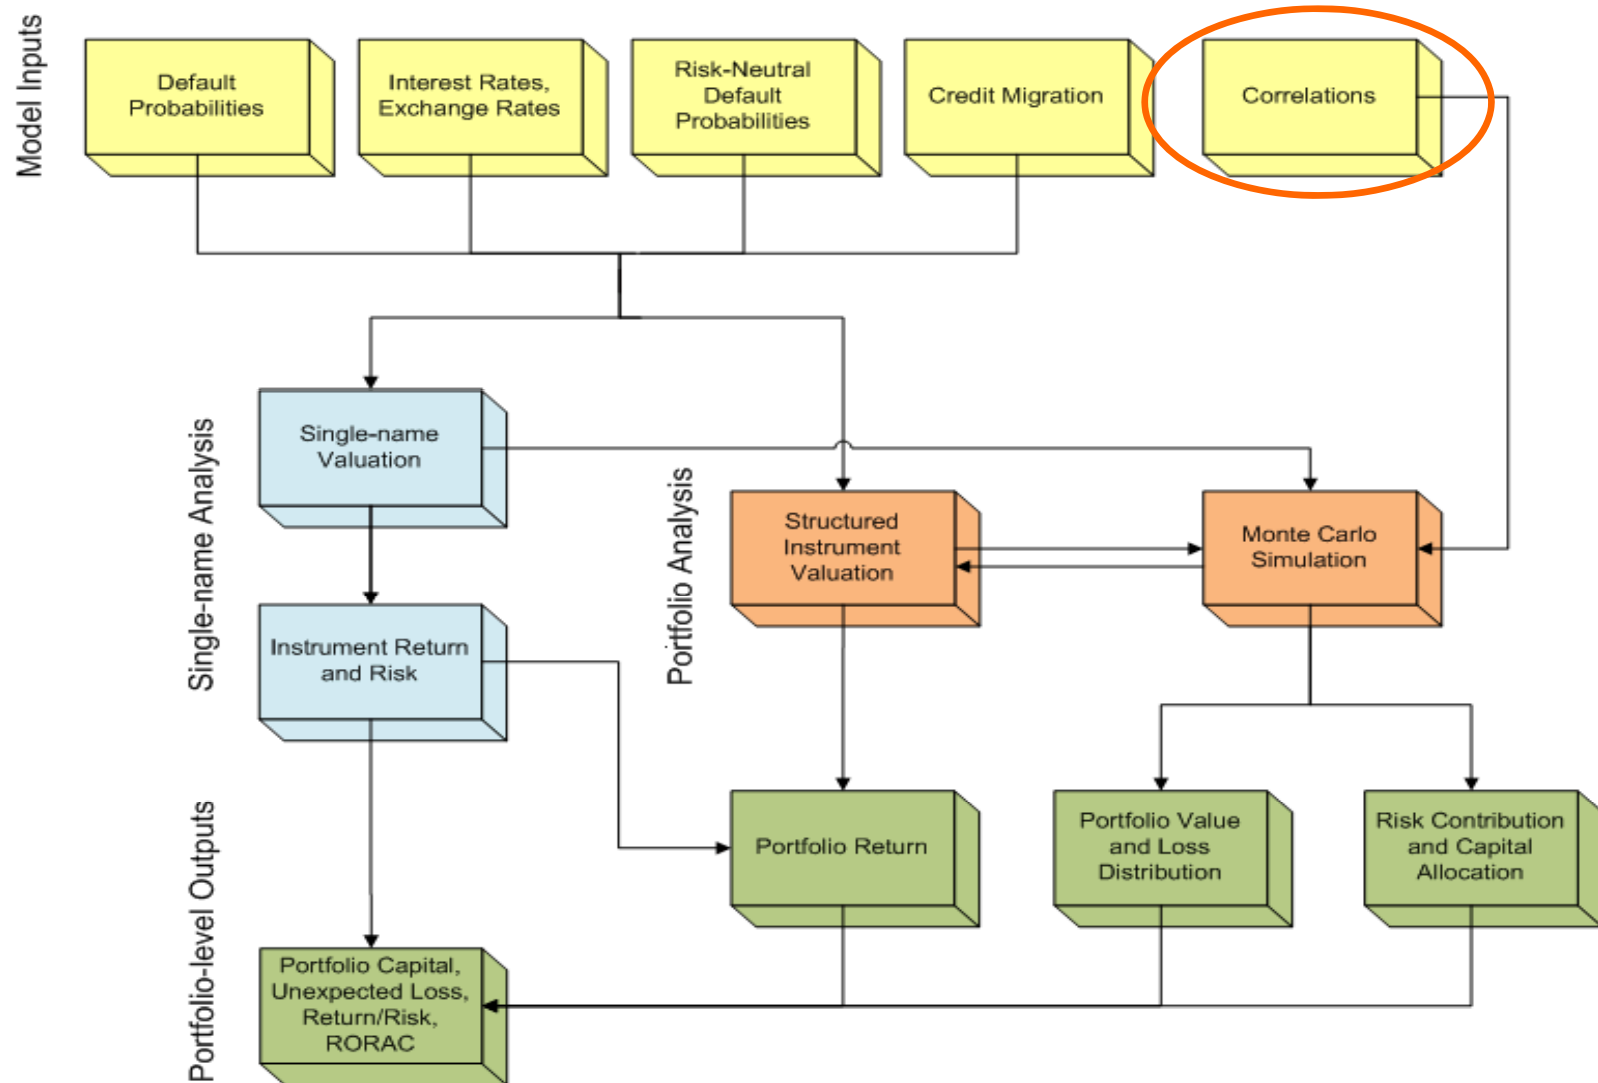 Model Inputs
Default
Probabilities
Interest Rates,
Exchange Rates
Risk-Neutral
Default
Probabilities
Credit Migration
Correlations
Single-name Analysis
Single-name
Valuation
Instrument Return
and Risk
Portfolio Analysis
Structured
Instrument
Valuation
Monte Carlo
Simulation
Portfolio-level Outputs
Portfolio Return
Portfolio Value
and Loss
Distribution
Risk Contribution
and Capital
Allocation
Portfolio Capital,
Unexpected Loss,
Return/Risk,
RORAC